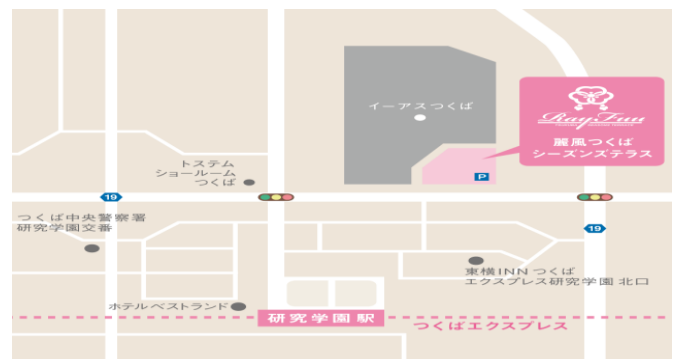 イーアスつくば
Ray Fuu
麗風つくば
シーズンズテラス
P
トステム
ショールーム
つくば
19
つくば中央警察署
研究学園交番
19
東横INN つくば
エクスプレス研究学園 北口
ホテルベストランド
研究学園駅
つくばエクスプレス